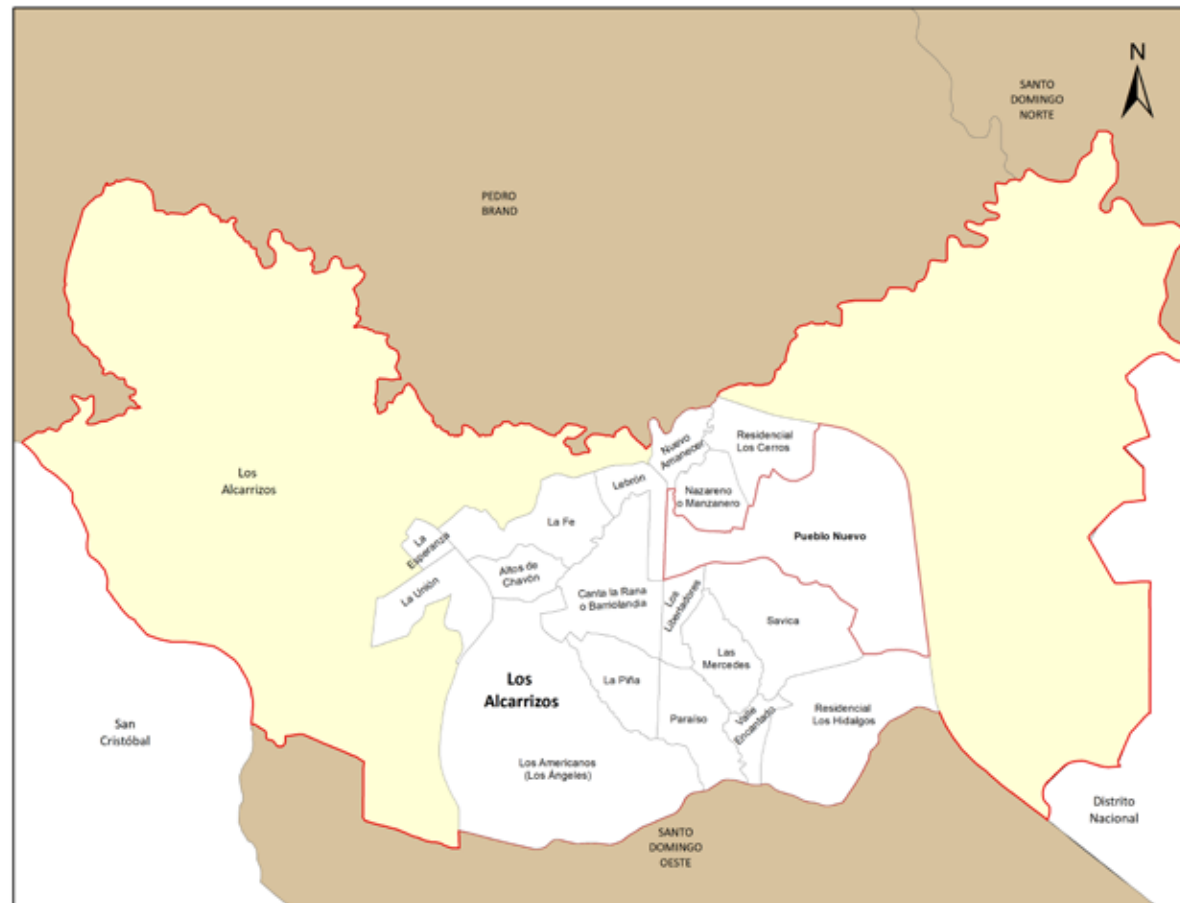 N
SANTO
DOMINGO
NORTE
PEDRO
BRAND
Nuevo
Amanecer
Residencial
Los Cerros
Los
Alcarrizos
Lebrón
Nazareno
o Manzanero
La Fe
Pueblo Nuevo
La
Esperanza
Altos de
Chavón
La Unión
Canta la Rana
o Barriolandia
Los
Libertadores
Savica
Las
Mercedes
Los
Alcarrizos
La Piña
Paraíso
Valle
Encantado
Residencial
Los Hidalgos
San
Cristóbal
Los Americanos
(Los Ángeles)
Distrito
Nacional
SANTO
DOMINGO
OESTE